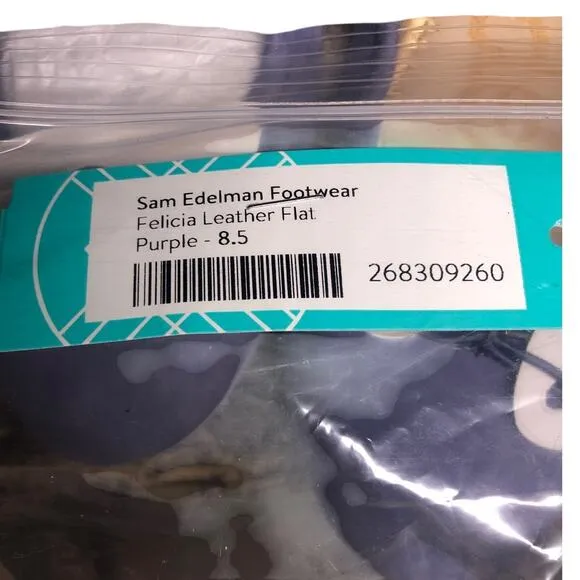 Sam Edelman Footwear
Felicia Leather Flat
Purple - 8.5
268309260